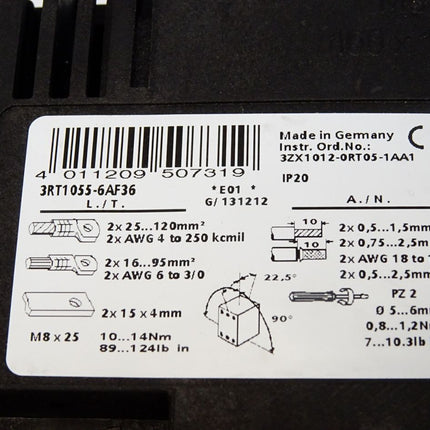 Made in Germany
Instr. Ord.No.:
3ZX1012-0RT05-1AA1
4 011209 507319
3RT1055-6AF36
*E01 *
G/131212
IP20
L./T.
A./N.
2x 25...120mm²
2x AWG 4 to 250 kcmil
10
2x 0,5...1,5mm
10
2x 0,75...2,5m
2x 16...95mm²
2x AWG 6 to 3/0
2x AWG 18 to 1
2x 0,5...2,5m
22.5°
2x 15 x 4mm
90°
PZ 2
Ø 5...6m
M8 x 25
10...14Nm
89...124lb in
0,8...1,2N
7...10.3lb